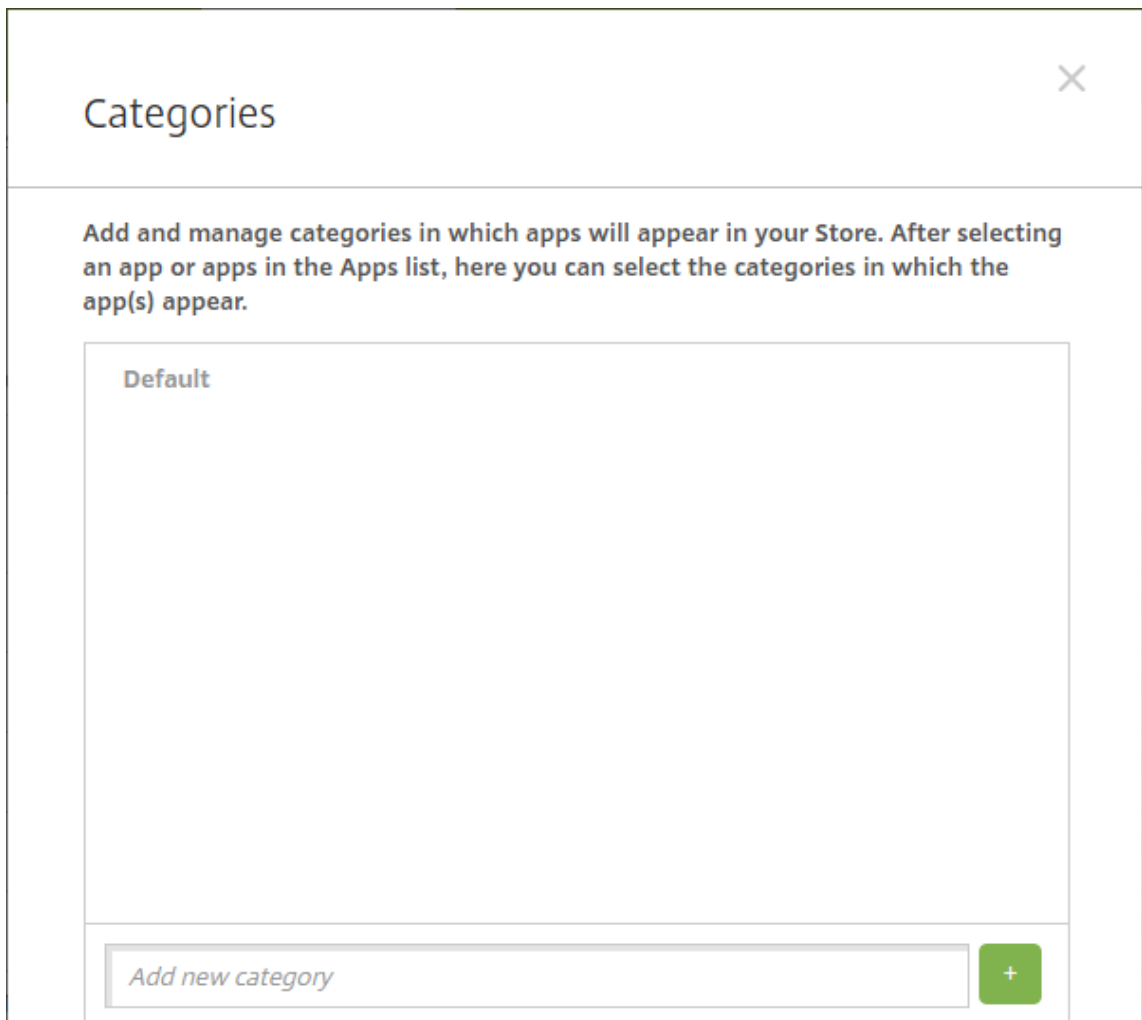 Categories
Add and manage categories in which apps will appear in your Store. After selecting
an app or apps in the Apps list, here you can select the categories in which the
app(s) appear.
Default
Add new category
+